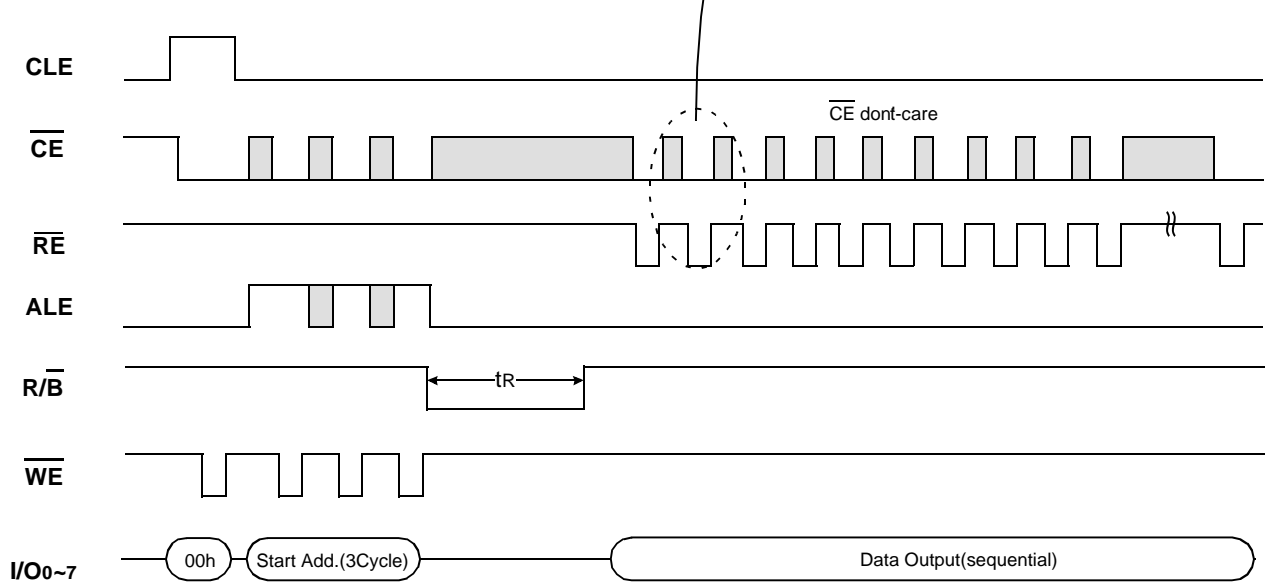 CLE
CE dont-care
CE
RE
ALE
R/B
tR
WE
I/O0~7
00h
Start Add.(3Cycle)
Data Output(sequential)